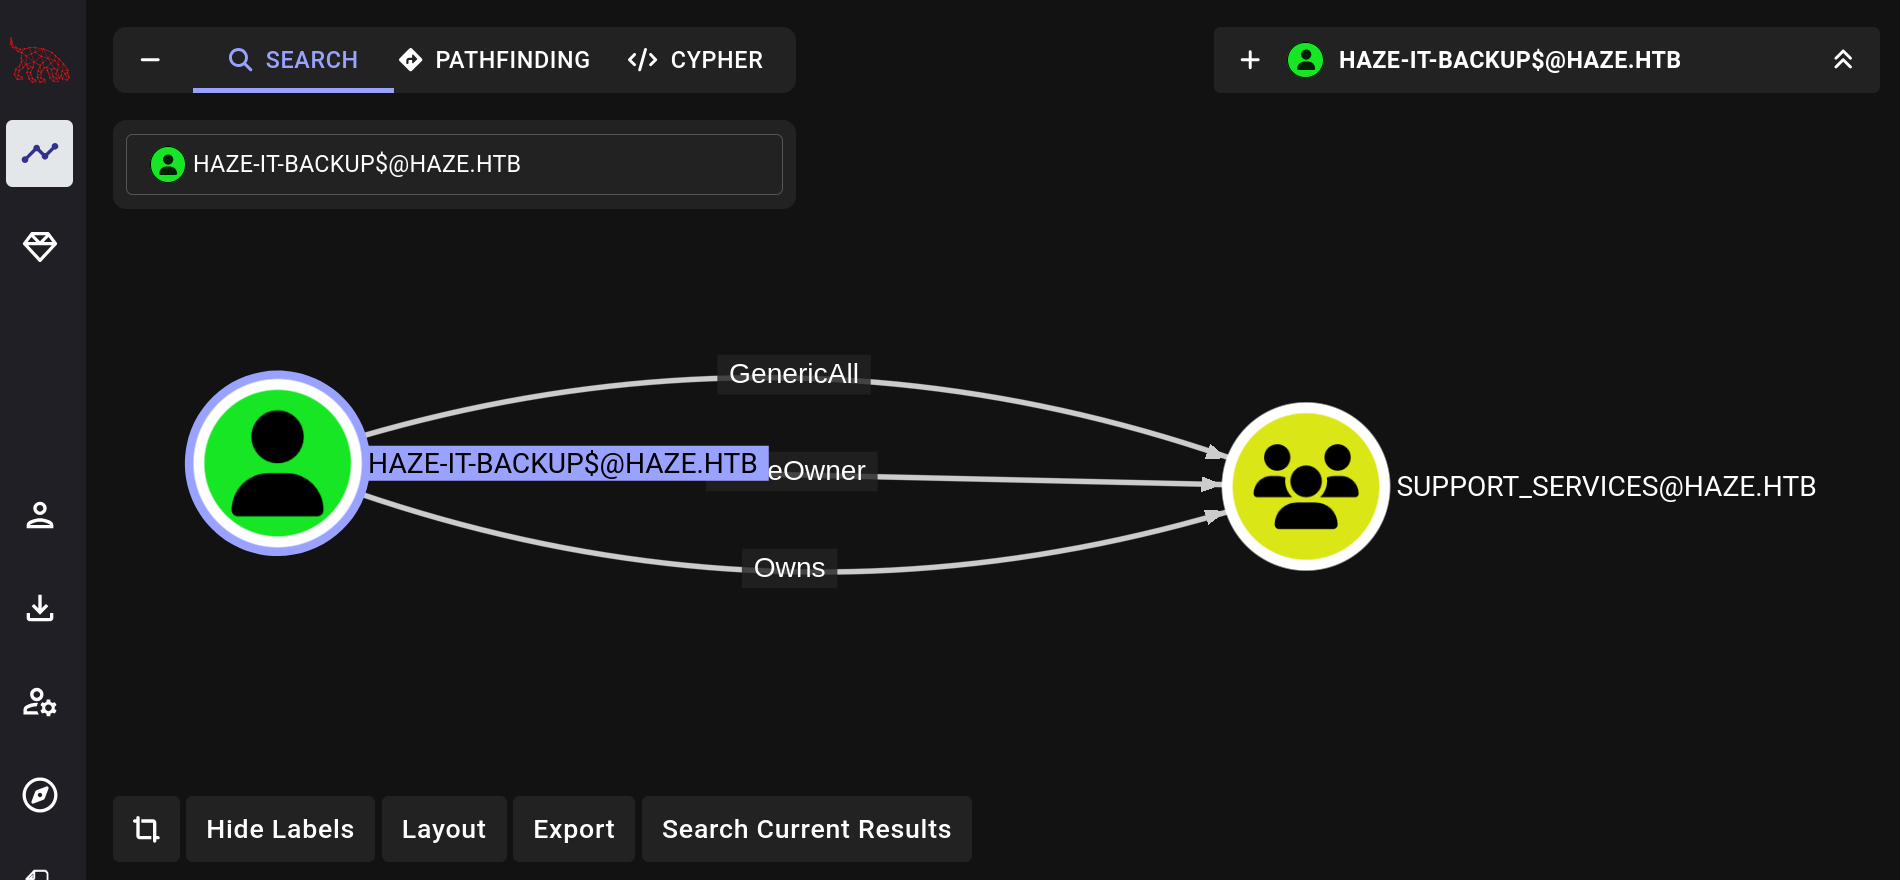 SEARCH
PATHFINDING
CYPHER
HAZE-IT-BACKUP$@HAZE.HTB
HAZE-IT-BACKUP$@HAZE.HTB
GenericAll
HAZE-IT-BACKUP$@HAZE.HTB
eOwner
SUPPORT_SERVICES@HAZE.HTB
Owns
Hide Labels
Layout
Export
Search Current Results